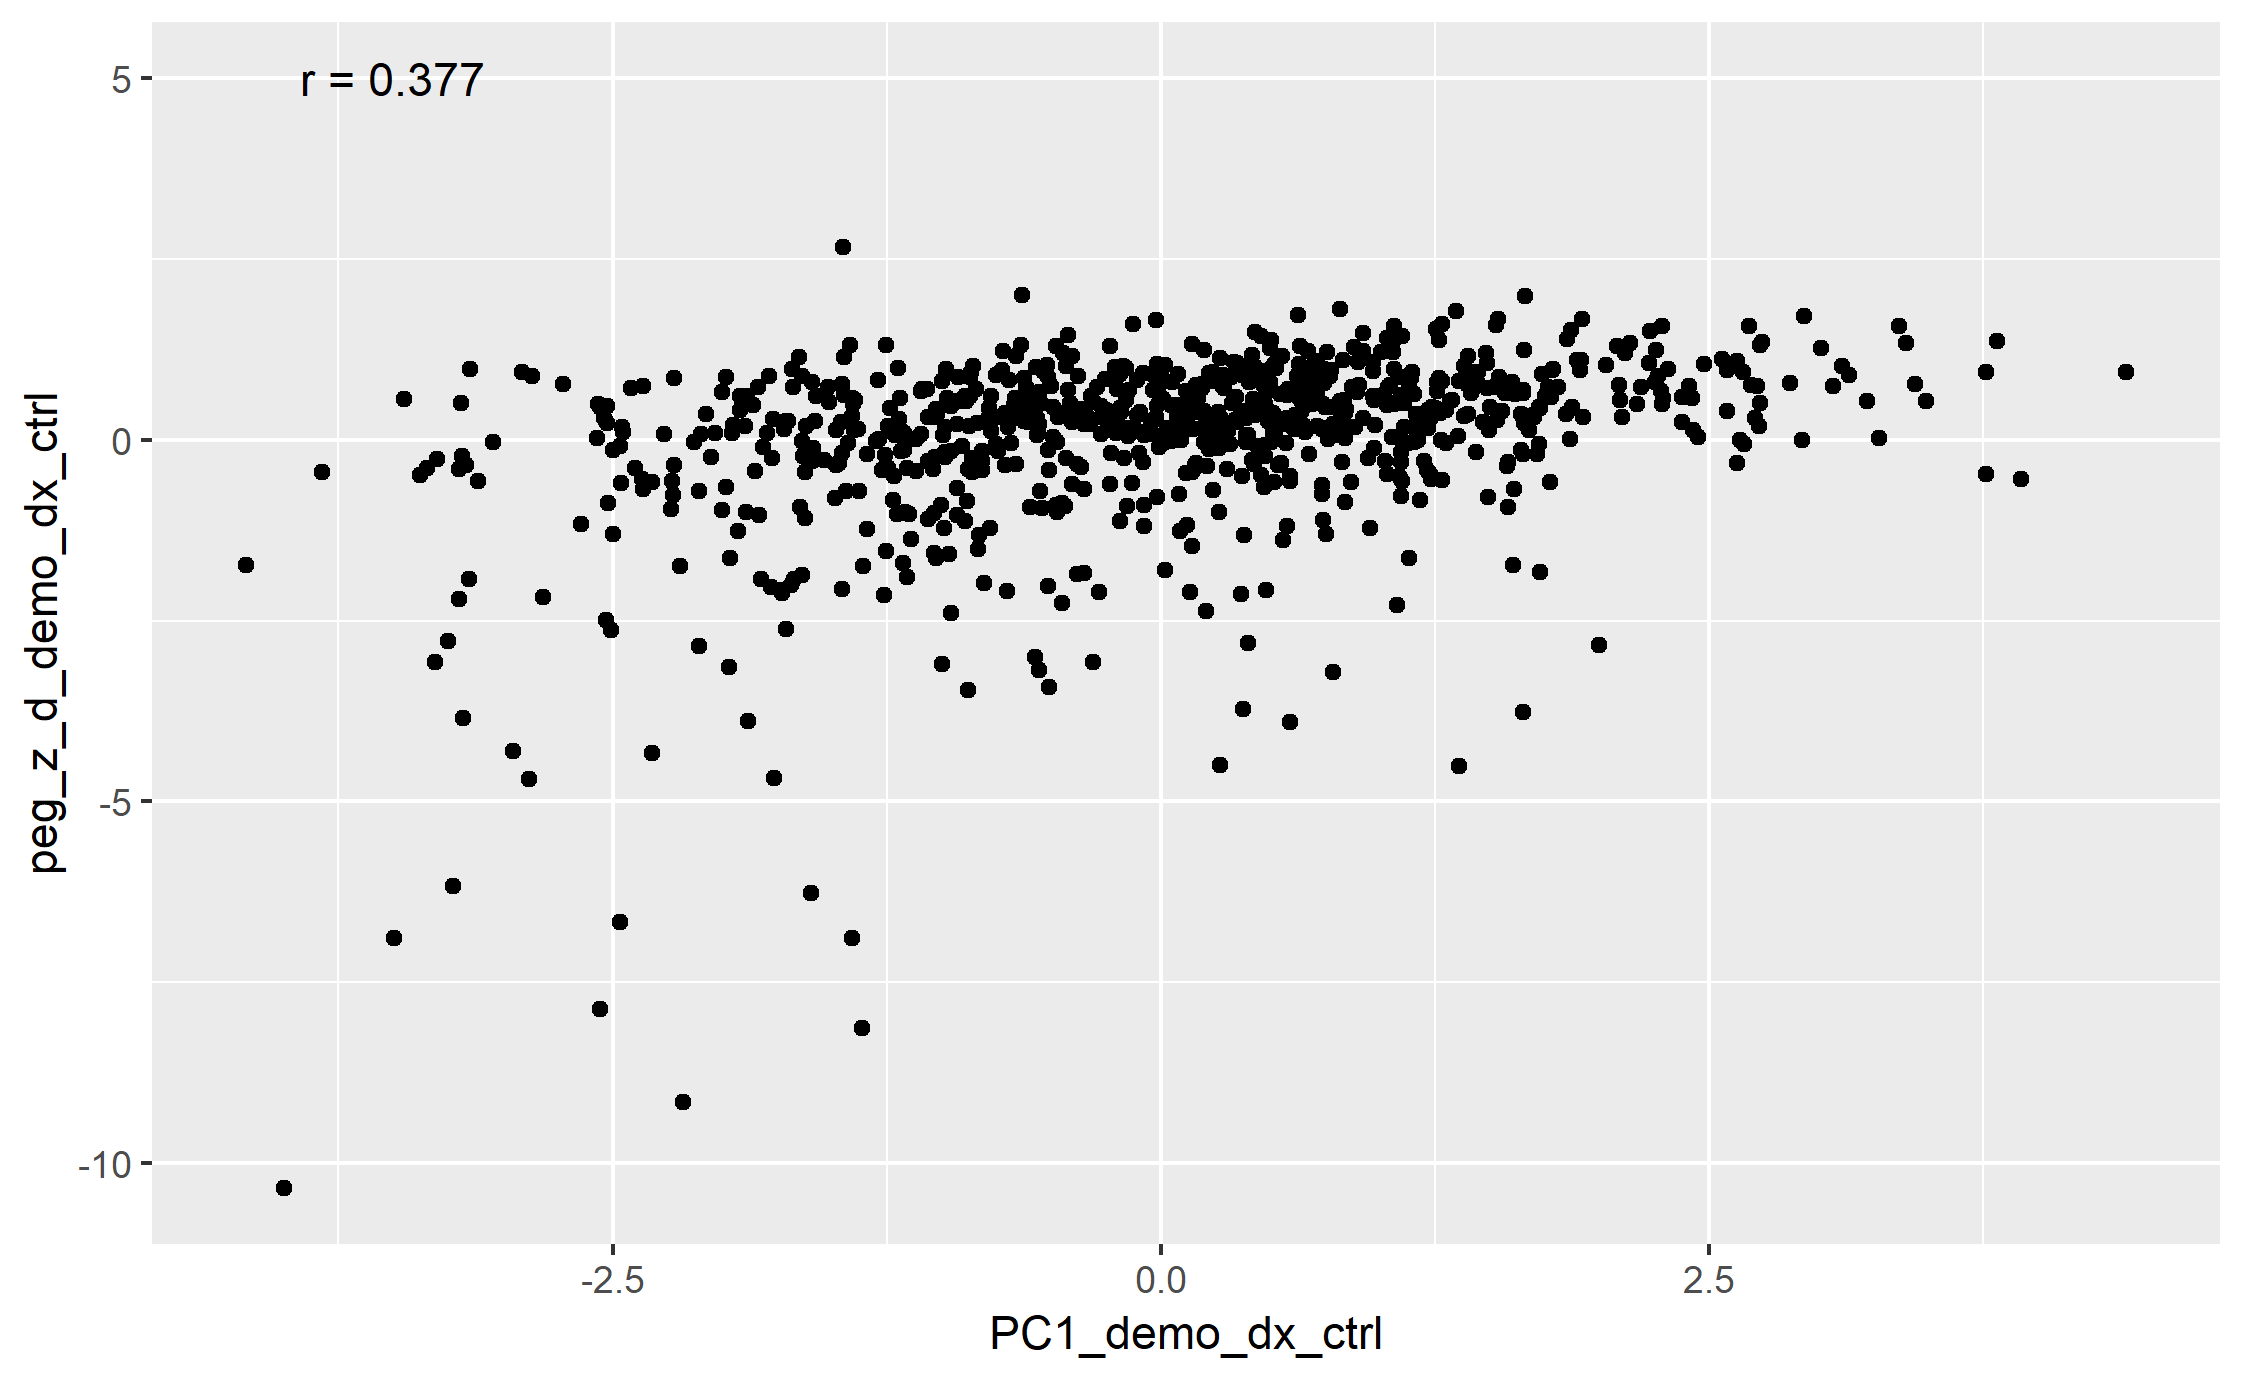 r = 0.377
peg_z_d_demo_dx_ctrl
5
0
-5
-10
-2.5
0.0
2.5
PC1_demo_dx_ctrl